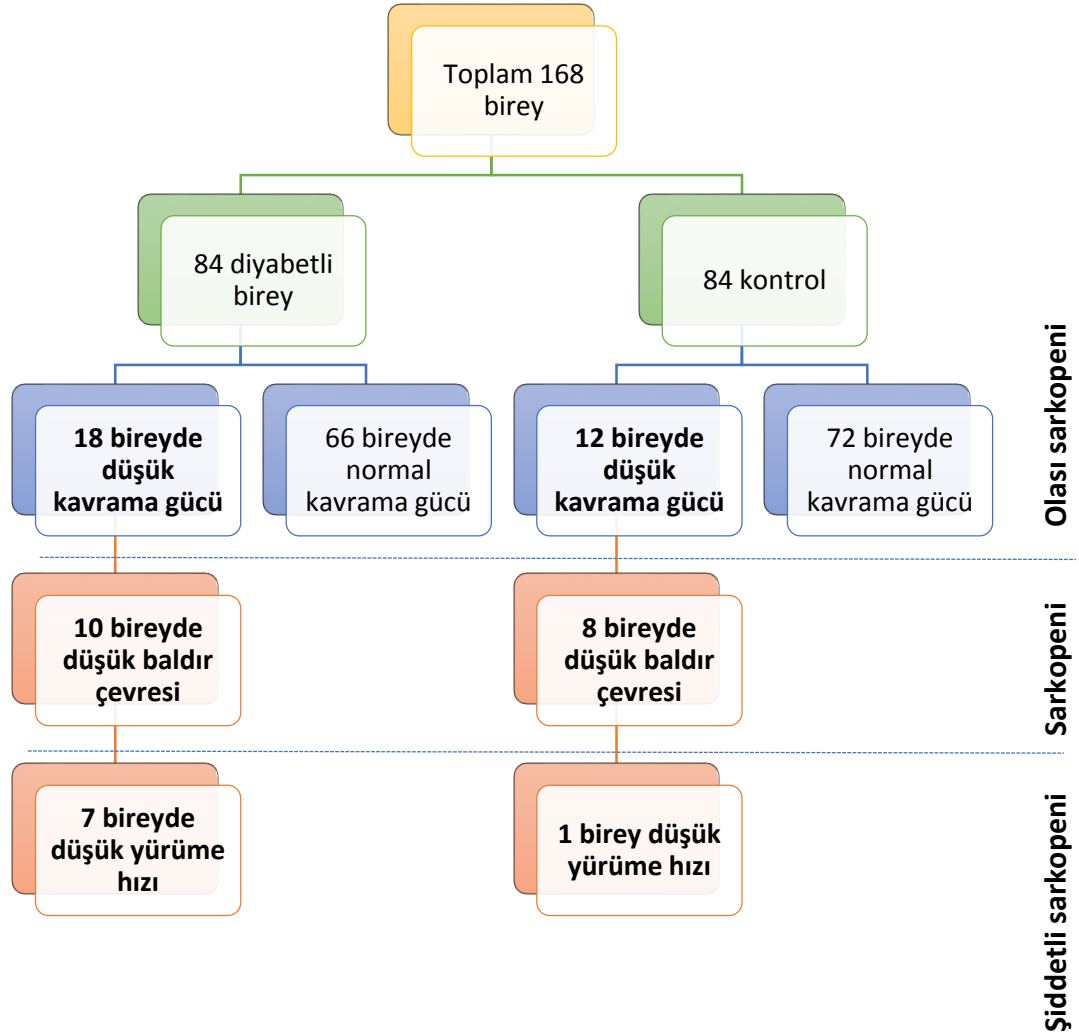 Toplam 168
birey
84 diyabetli
birey
84 kontrol
18 bireyde
düşük
kavrama gücü
66 bireyde
normal
kavrama gücü
12 bireyde
düşük
kavrama gücü
72 bireyde
normal
kavrama gücü
Olası sarkopeni
10 bireyde
düşük baldır
çevresi
8 bireyde
düşük baldır
çevresi
Sarkopeni
7 bireyde
düşük yürüme
hızı
1 birey düşük
yürüme hızı
Şiddetli sarkopeni